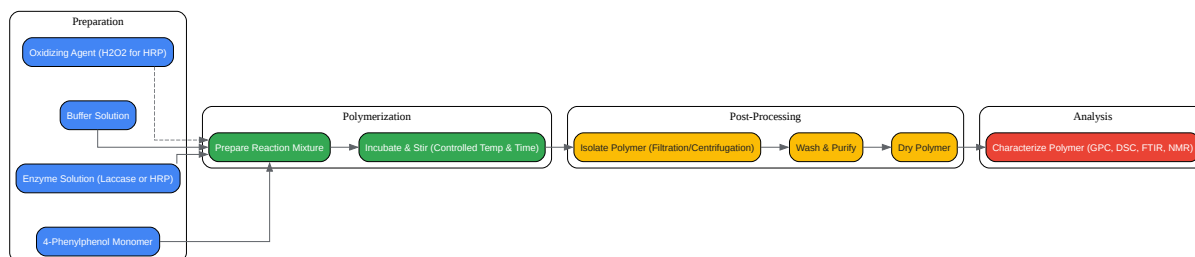 Preparation
Oxidizing Agent (H2O2 for HRP)
Buffer Solution
Enzyme Solution (Laccase or HRP)
4-Phenylphenol Monomer
Polymerization
Prepare Reaction Mixture
Incubate & Stir (Controlled Temp & Time)
Post-Processing
Isolate Polymer (Filtration/Centrifugation)
Wash & Purify
Dry Polymer
Analysis
Characterize Polymer (GPC, DSC, FTIR, NMR)